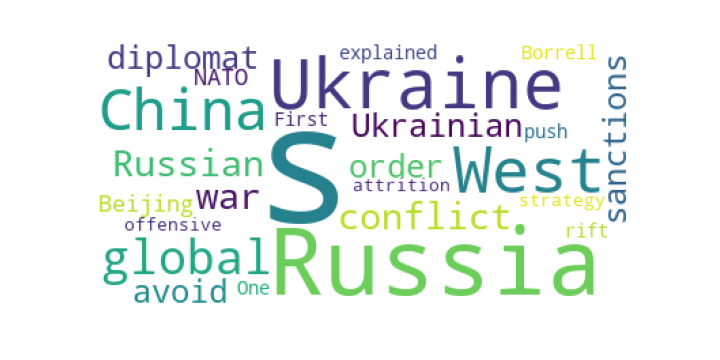 diplomat
explained
Borrell
NATO
Ukraine
sanctions
China
First
Ukrainian
push
S
West
Russian
order
attrition
war
Beijing
strategy
conflict
offensive
rift
global
Russia
avoid
One